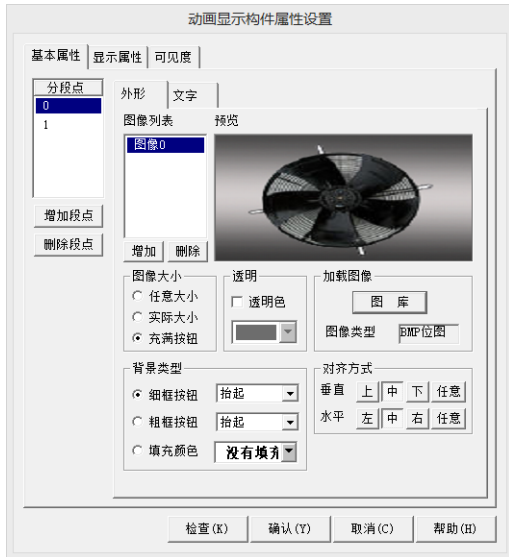 动画显示构件属性设置
基本属性 显示属性 可见度
分段点
0
1
增加段点
删除段点
外形 文字
图像列表 预览
图像0
增加 删除
图像大小
任意大小
实际大小
充满按钮
透明
透明色
加载图像
图 库
图像类型 BMP位图
背景类型
细框按钮 抬起
粗框按钮 抬起
填充颜色 没有填充
对齐方式
垂直 上 中 下 任意
水平 左 中 右 任意
检查(K) 确认(Y) 取消(C) 帮助(H)